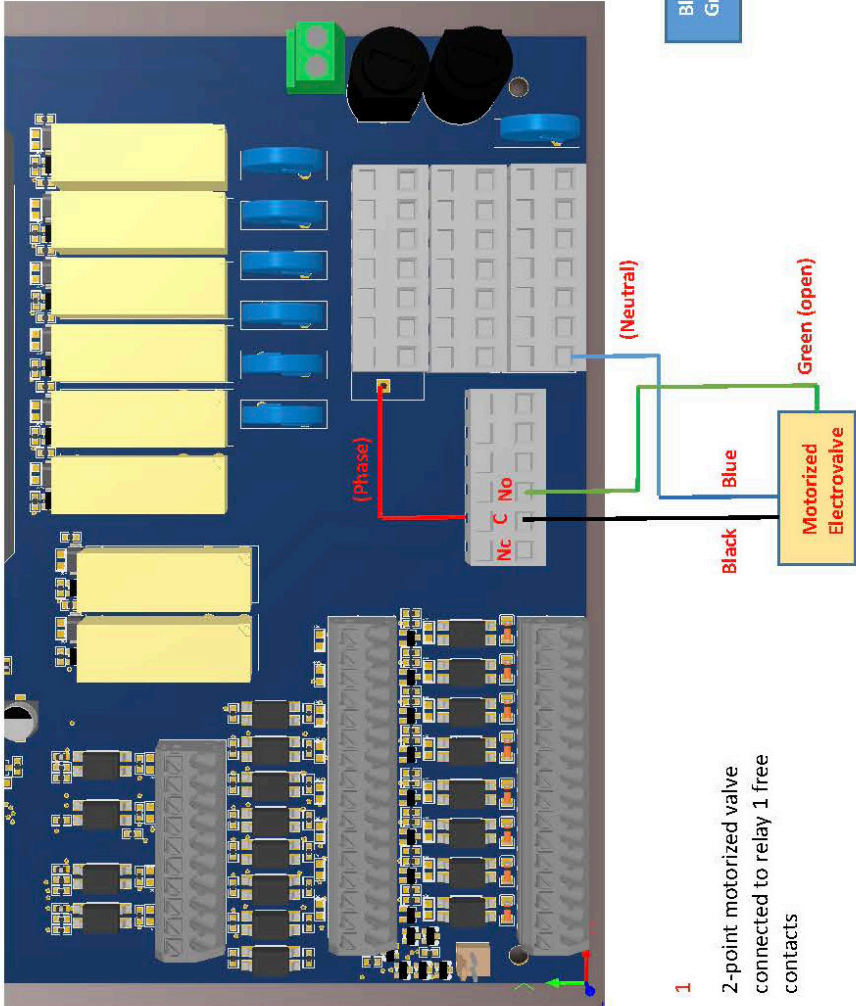 (Phase)
Nc C No
(Neutral)
Black
Blue
Green (open)
Motorized
Electrovalve
1
2-point motorized valve
connected to relay 1 free
contacts